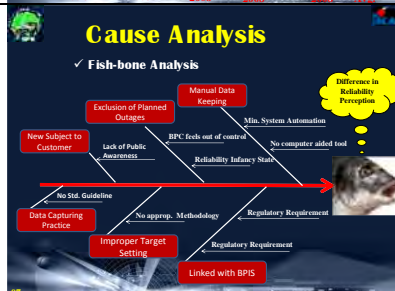 Cause Analysis
✓ Fish-bone Analysis
Manual Data
Keeping
Difference in
Reliability
Perception
Exclusion of Planned
Outages
Min. System Automation
New Subject to
Customer
BPC feels out of control
Lack of Public
Awareness
No computer aided tool
Reliability Infancy State
No Std. Guideline
Data Capturing
Practice
No approp. Methodology
Regulatory Requirement
Improper Target
Setting
Regulatory Requirement
Linked with BPIS